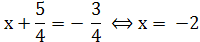 x + 5/4 = − 3/4 ⇔ x = −2